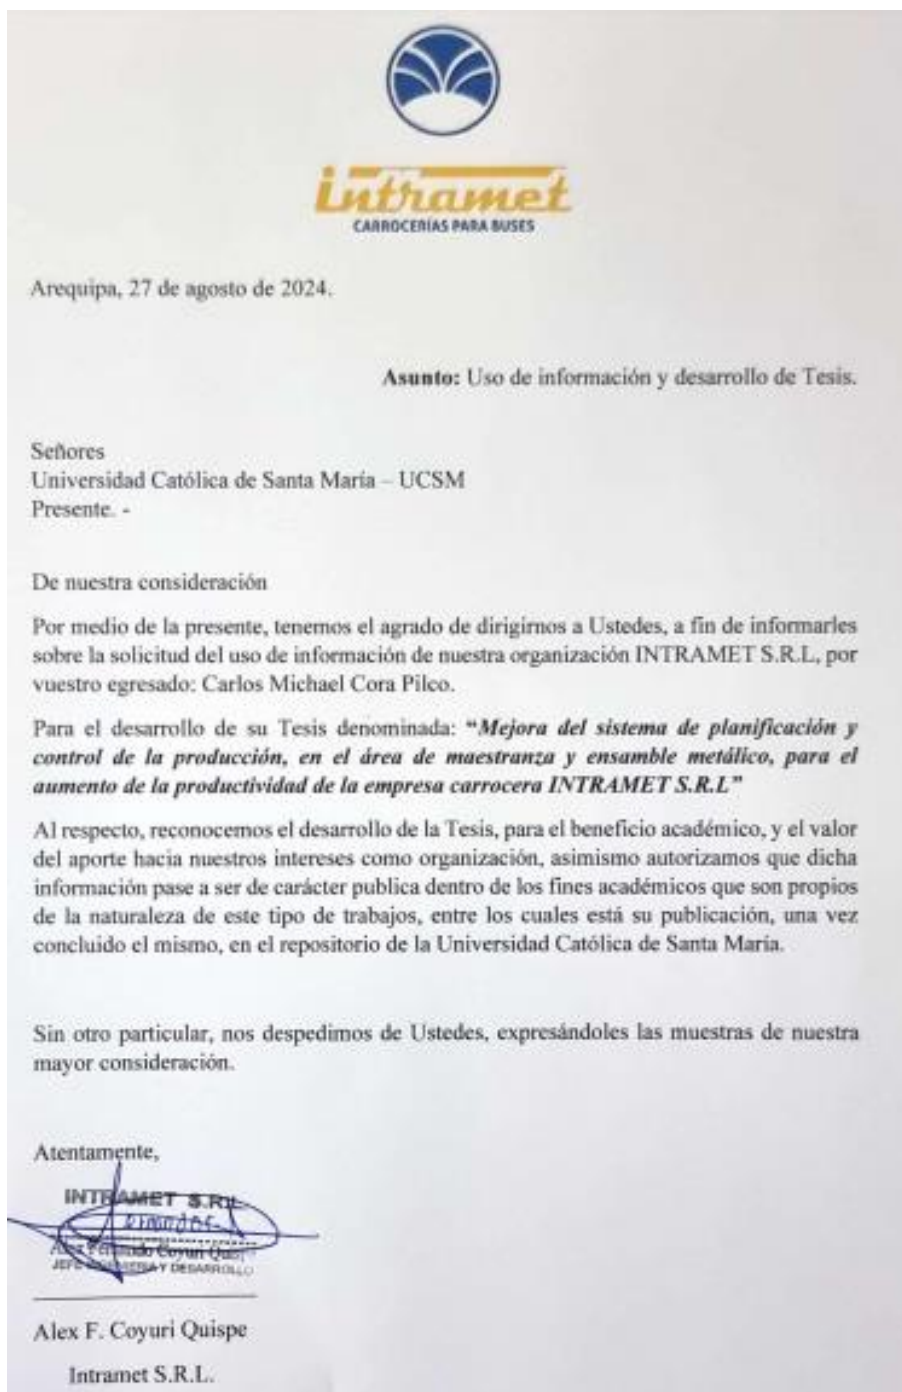 intramet
CARROCERÍAS PARA BUSES
Arequipa, 27 de agosto de 2024.
Asunto: Uso de información y desarrollo de Tesis.
Señores
Universidad Católica de Santa María – UCSM
Presente. -
De nuestra consideración
Por medio de la presente, tenemos el agrado de dirigirnos a Ustedes, a fin de informarles
sobre la solicitud del uso de información de nuestra organización INTRAMET S.R.L, por
vuestro egresado: Carlos Michael Cora Pilco.
Para el desarrollo de su Tesis denominada: “Mejora del sistema de planificación y
control de la producción, en el área de maestranza y ensamble metálico, para el
aumento de la productividad de la empresa carrocera INTRAMET S.R.L”
Al respecto, reconocemos el desarrollo de la Tesis, para el beneficio académico, y el valor
del aporte hacia nuestros intereses como organización, asimismo autorizamos que dicha
información pase a ser de carácter publica dentro de los fines académicos que son propios
de la naturaleza de este tipo de trabajos, entre los cuales está su publicación, una vez
concluido el mismo, en el repositorio de la Universidad Católica de Santa María.
Sin otro particular, nos despedimos de Ustedes, expresándoles las muestras de nuestra
mayor consideración.
Atentamente,
INTRAMET S.R.L.
Alex Fernando Coyuri Quispe
JEFE INGENIERIA Y DESARROLLO
Alex F. Coyuri Quispe
Intramet S.R.L.